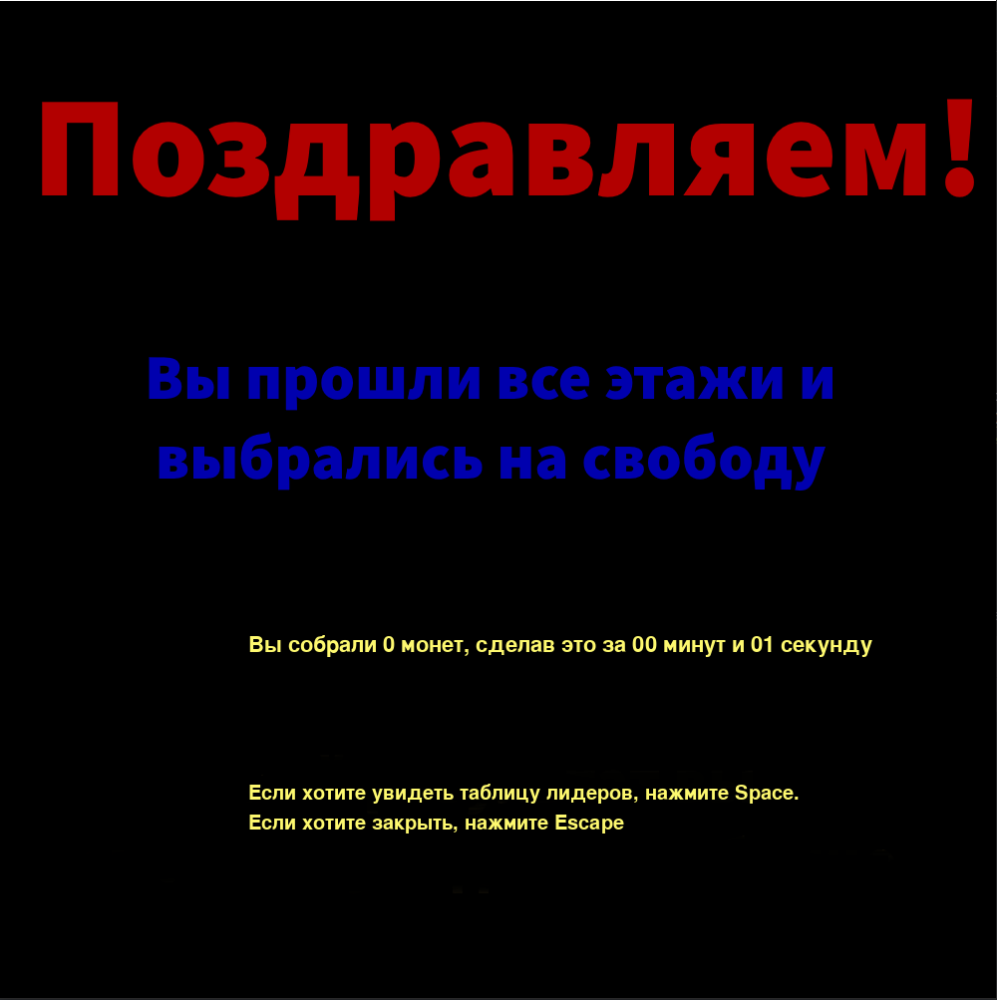 Поздравляем!
Вы прошли все этажи и
выбрались на свободу
Вы собрали 0 монет, сделав это за 00 минут и 01 секунду
Если хотите увидеть таблицу лидеров, нажмите Space.
Если хотите закрыть, нажмите Escape